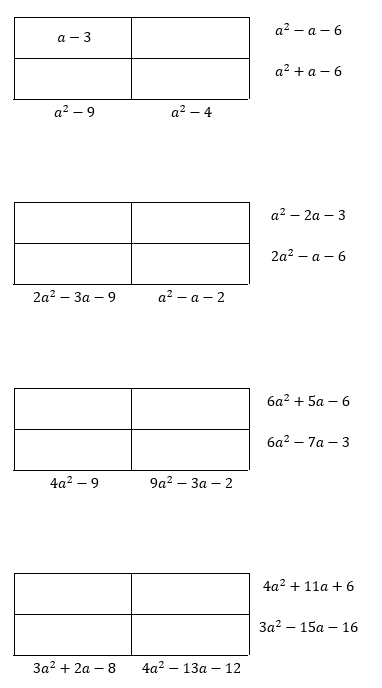 a − 3
a² − a − 6
a² + a − 6
a² − 9 a² − 4
a² − 2a − 3
2a² − a − 6
2a² − 3a − 9 a² − a − 2
6a² + 5a − 6
6a² − 7a − 3
4a² − 9 9a² − 3a − 2
4a² + 11a + 6
3a² − 15a − 16
3a² + 2a − 8 4a² − 13a − 12